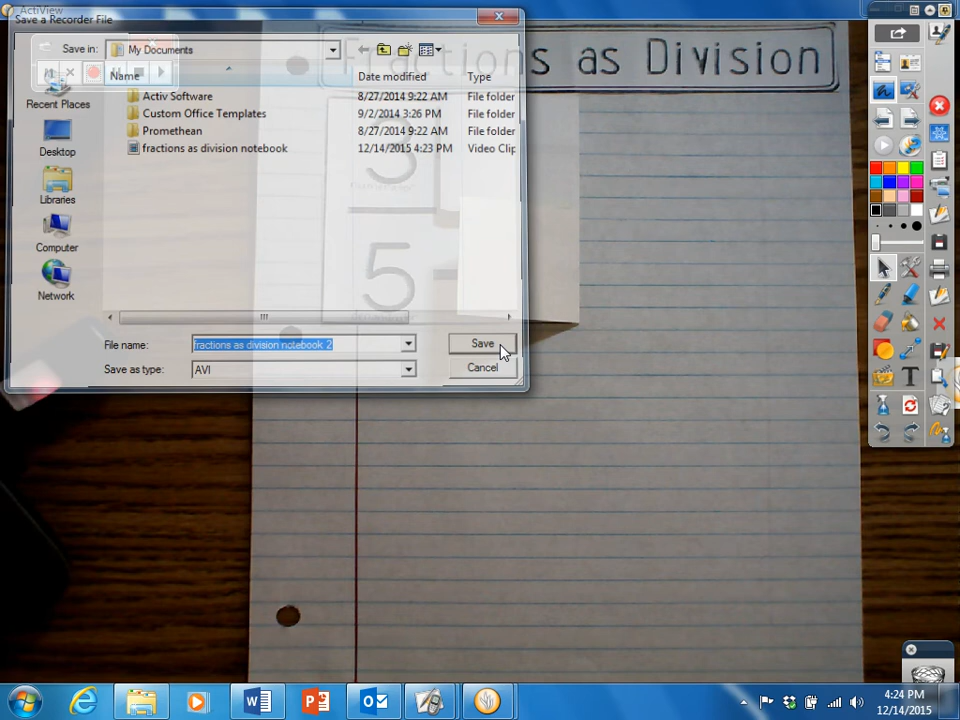 ActiView
Save a Recorder File
Save in: My Documents
Fractions as Division
Name Date modified Type
Recent Places
Desktop
Libraries
Computer
Network
Activ Software 8/27/2014 9:22 AM File folder
Custom Office Templates 9/2/2014 3:26 PM File folder
Promethean 8/27/2014 9:22 AM File folder
fractions as division notebook 12/14/2015 4:23 PM Video Clip
3
5
File name: fractions as division notebook 2 Save
Save as type: AVI Cancel
4:24 PM
12/14/2015